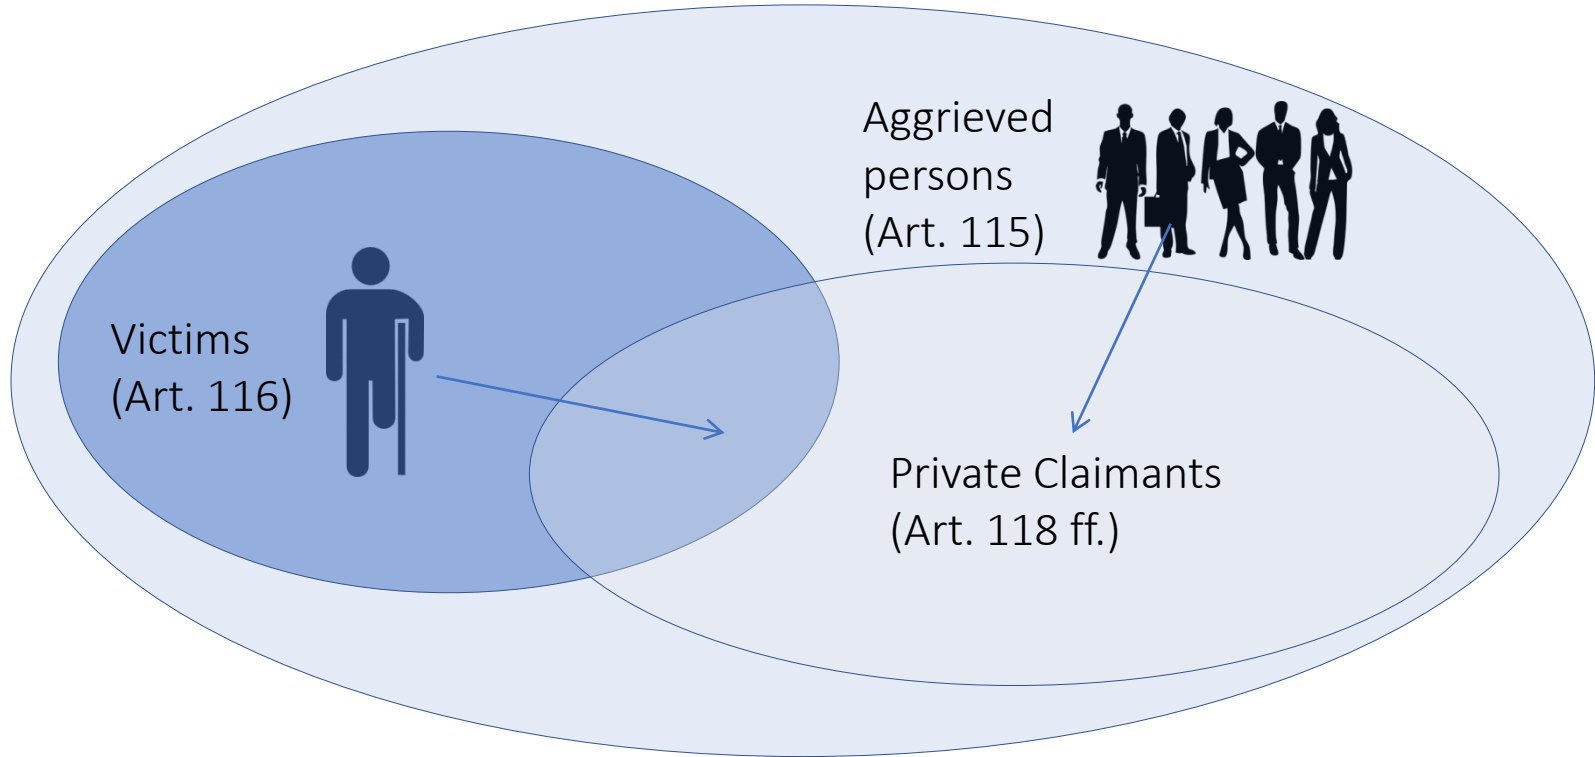 Aggrieved
persons
(Art. 115)
Victims
(Art. 116)
Private Claimants
(Art. 118 ff.)